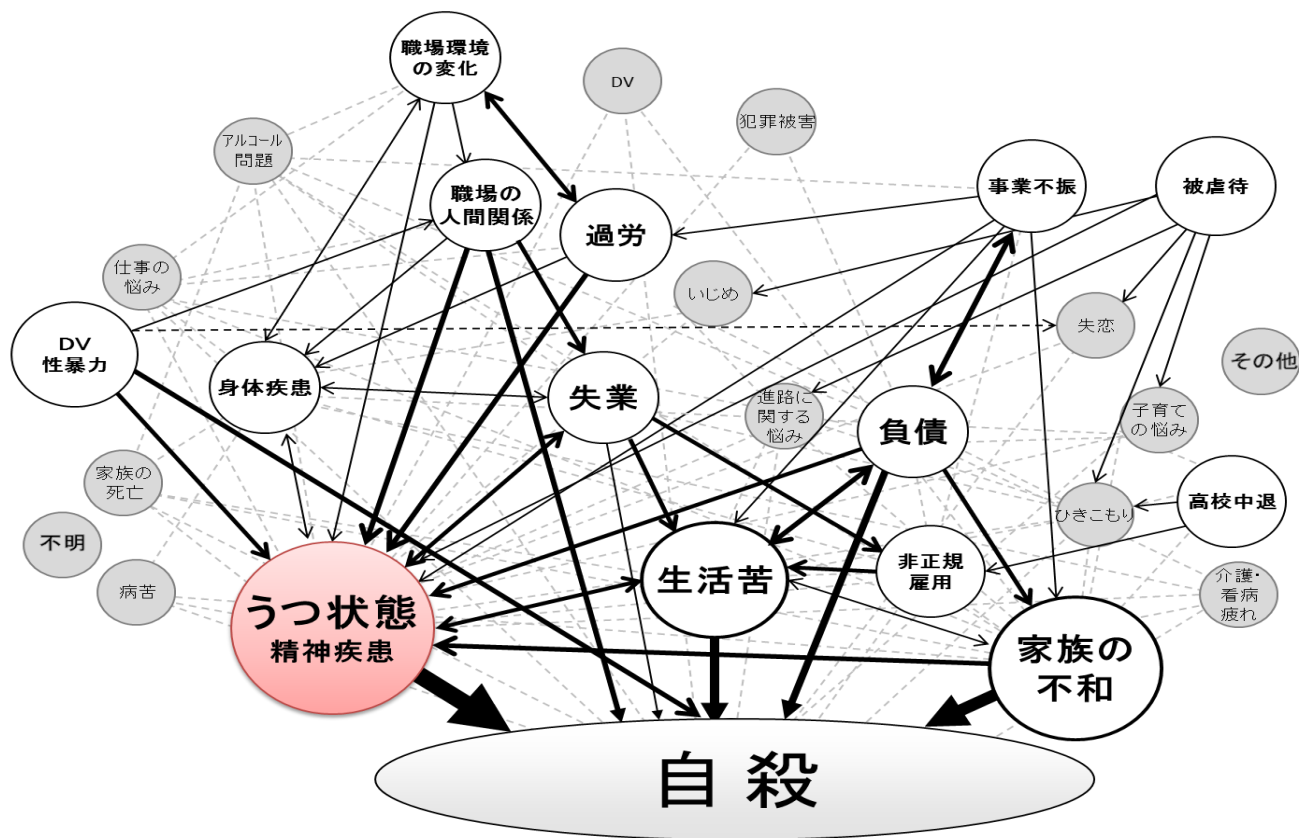 職場環境
の変化
DV
犯罪被害
アルコール
問題
職場の
人間関係
過労
事業不振
被虐待
仕事の
悩み
いじめ
失恋
DV
性暴力
身体疾患
失業
進路に
関する
悩み
負債
子育て
の悩み
その他
家族の
死亡
ひきこもり
高校中退
不明
病苦
うつ状態
精神疾患
生活苦
非正規
雇用
介護・
看病
疲れ
家族の
不和
自殺